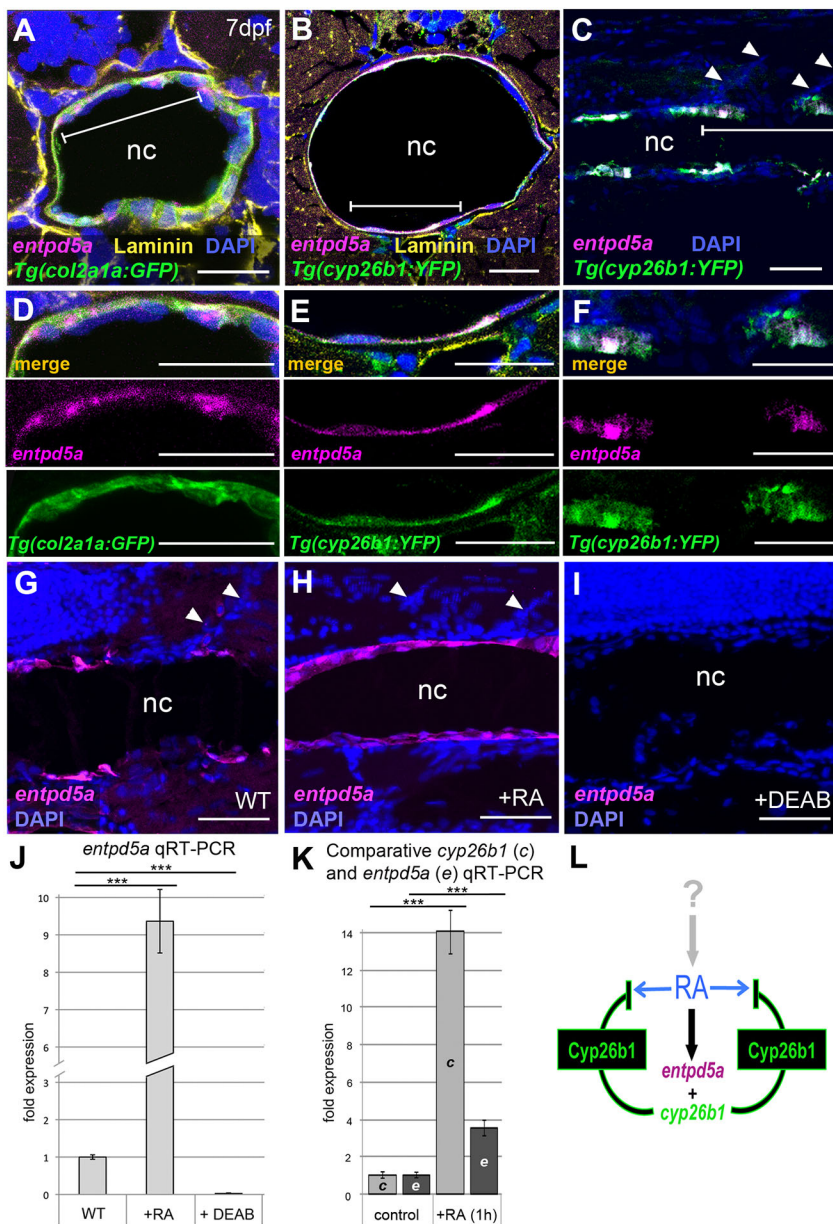 A
7dpf
nc
entpd5a Laminin DAPI
Tg(col2a1a:GFP)
B
nc
entpd5a Laminin DAPI
Tg(cyp26b1:YFP)
C
nc
entpd5a DAPI
Tg(cyp26b1:YFP)
D
merge
entpd5a
Tg(col2a1a:GFP)
E
merge
entpd5a
Tg(cyp26b1:YFP)
F
merge
entpd5a
Tg(cyp26b1:YFP)
G
nc
entpd5a
DAPI
WT
H
nc
entpd5a
DAPI
+RA
I
nc
entpd5a
DAPI
+DEAB
J
entpd5a qRT-PCR
***
***
10
9
8
7
6
3
2
1
0
fold expression
WT
+RA
+ DEAB
K
Comparative cyp26b1 (c)
and entpd5a (e) qRT-PCR
***
***
14
12
10
8
6
4
2
0
fold expression
c
e
c
e
control
+RA (1h)
L
?
RA
Cyp26b1
Cyp26b1
entpd5a
+
cyp26b1